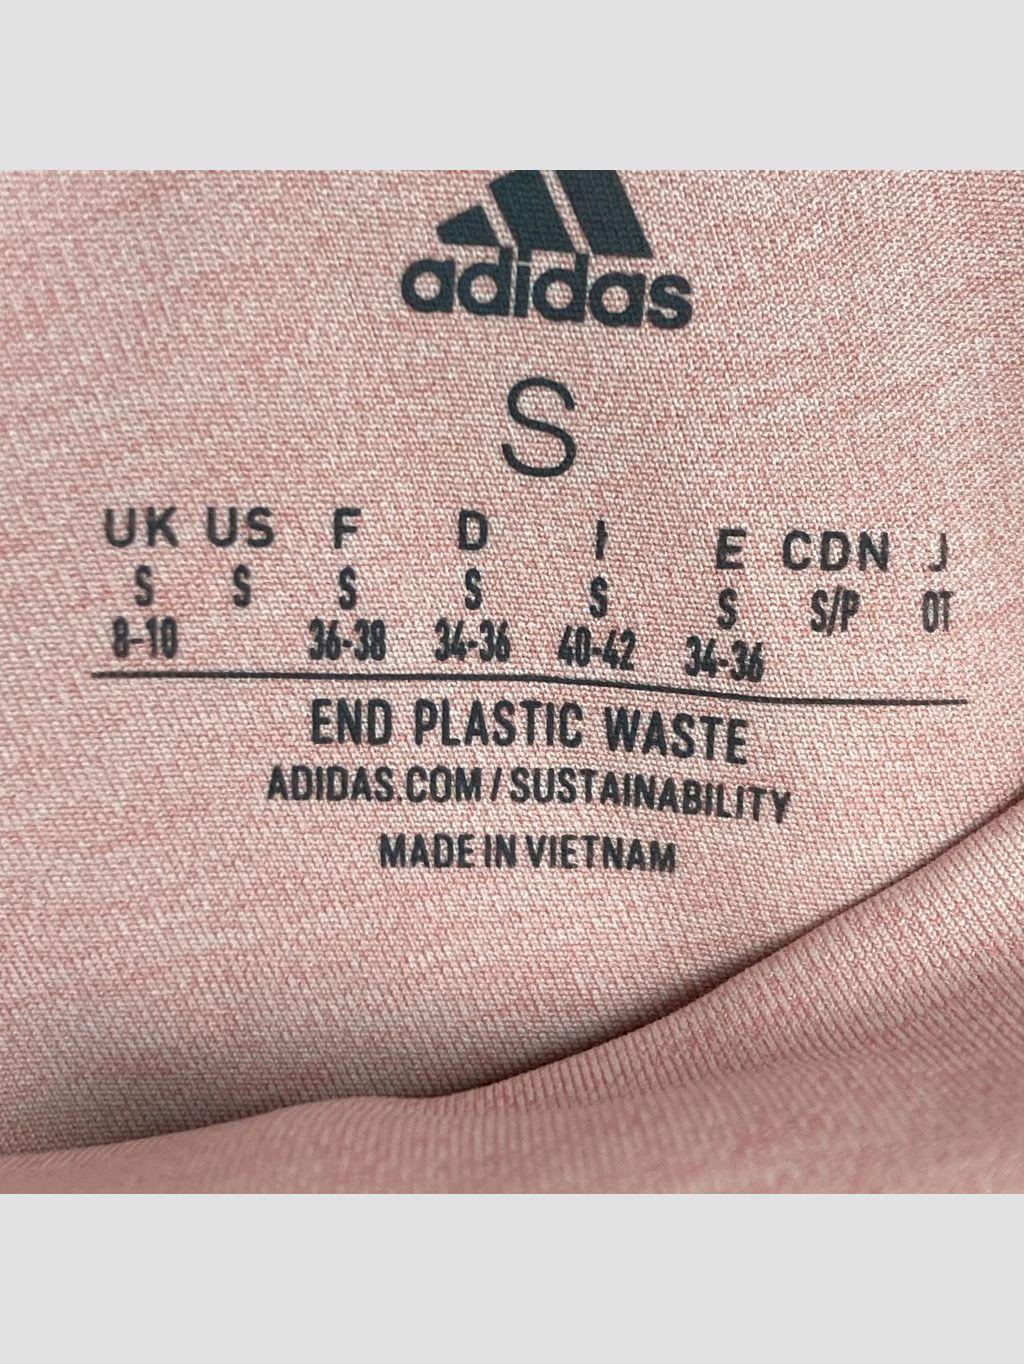 adidas
S
UK US F D I E CDN J
S S S S S S S/P OT
8-10 36-38 34-36 40-42 34-36
END PLASTIC WASTE
ADIDAS.COM/SUSTAINABILITY
MADE IN VIETNAM